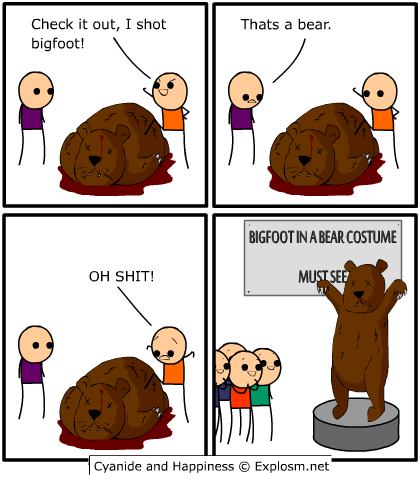 Check it out, I shot
bigfoot!
Thats a bear.
OH SHIT!
BIGFOOT IN A BEAR COSTUME
MUST SEE
Cyanide and Happiness © Explosm.net